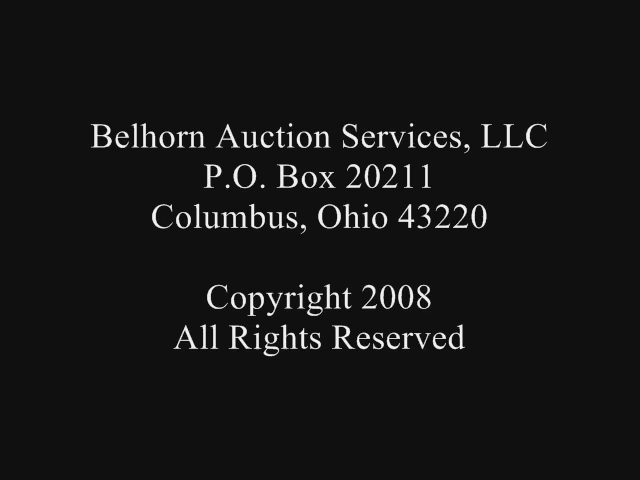 Belhorn Auction Services, LLC
P.O. Box 20211
Columbus, Ohio 43220
Copyright 2008
All Rights Reserved